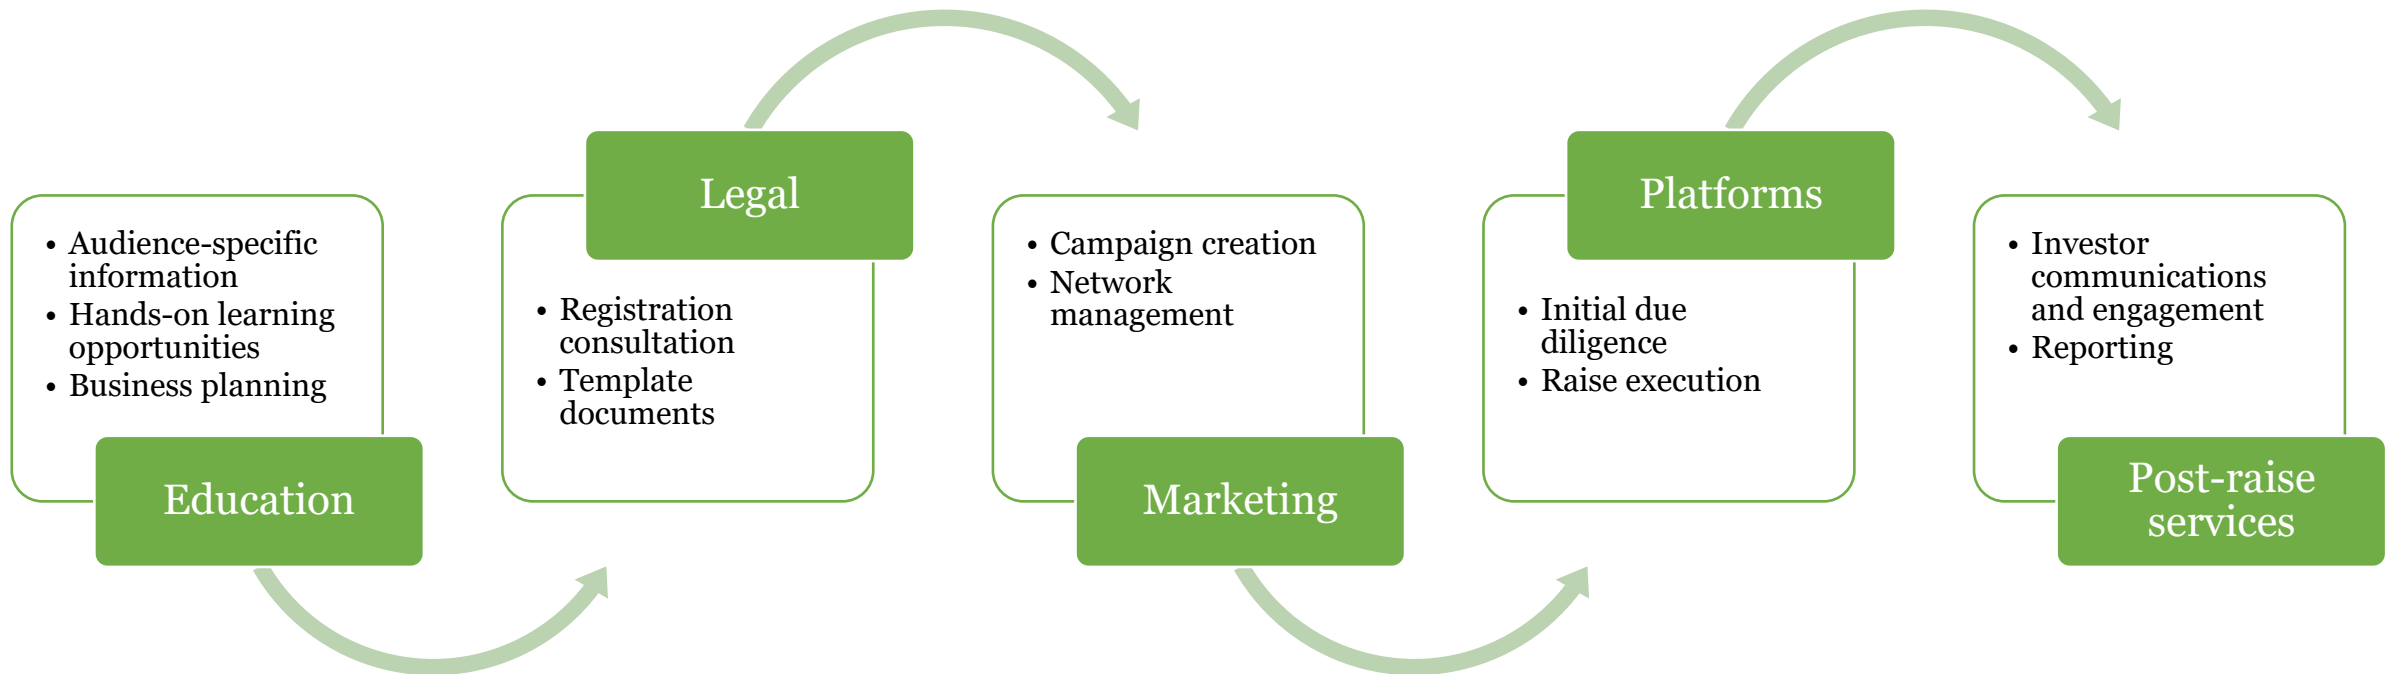 • Audience-specific
information
• Hands-on learning
opportunities
• Business planning
Education
Legal
• Registration
consultation
• Template
documents
• Campaign creation
• Network
management
Marketing
Platforms
• Initial due
diligence
• Raise execution
• Investor
communications
and engagement
• Reporting
Post-raise
services